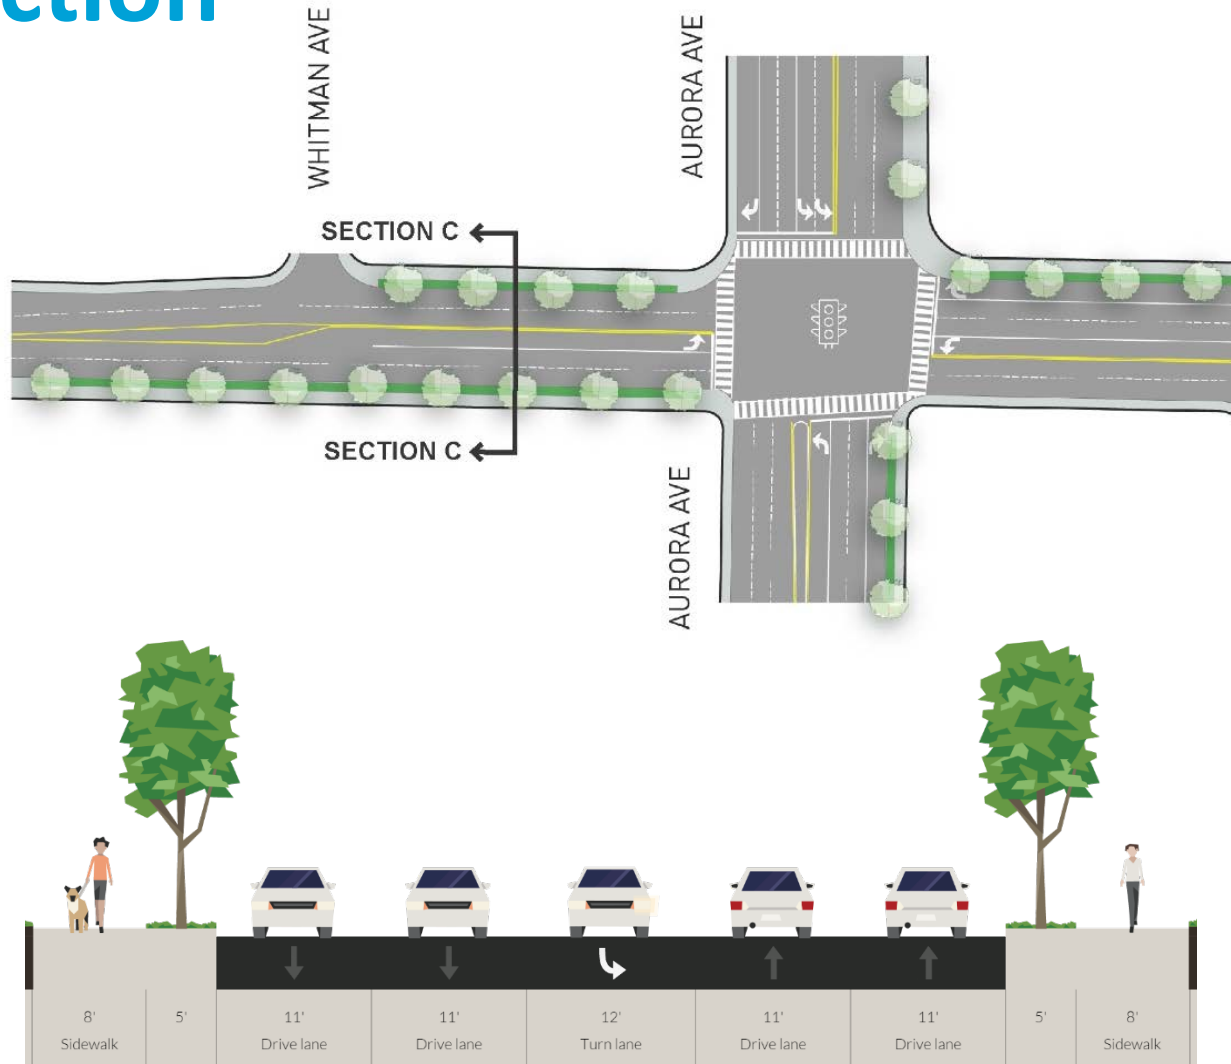 WHITMAN AVE
AURORA AVE
SECTION C
SECTION C
AURORA AVE
8' 5' 11' 11' 12' 11' 11' 5' 8'
Sidewalk Drive lane Drive lane Turn lane Drive lane Drive lane Sidewalk